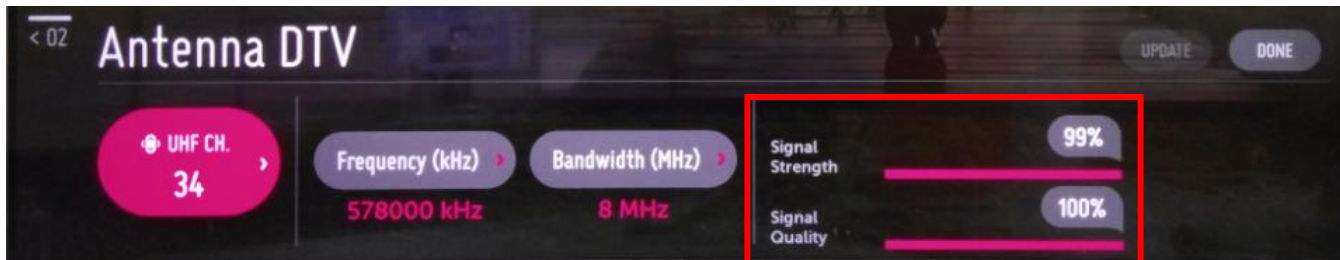 < 02
Antenna DTV
UPDATE
DONE
UHF CH.
34
Frequency (kHz)
578000 kHz
Bandwidth (MHz)
8 MHz
Signal
Strength
99%
Signal
Quality
100%